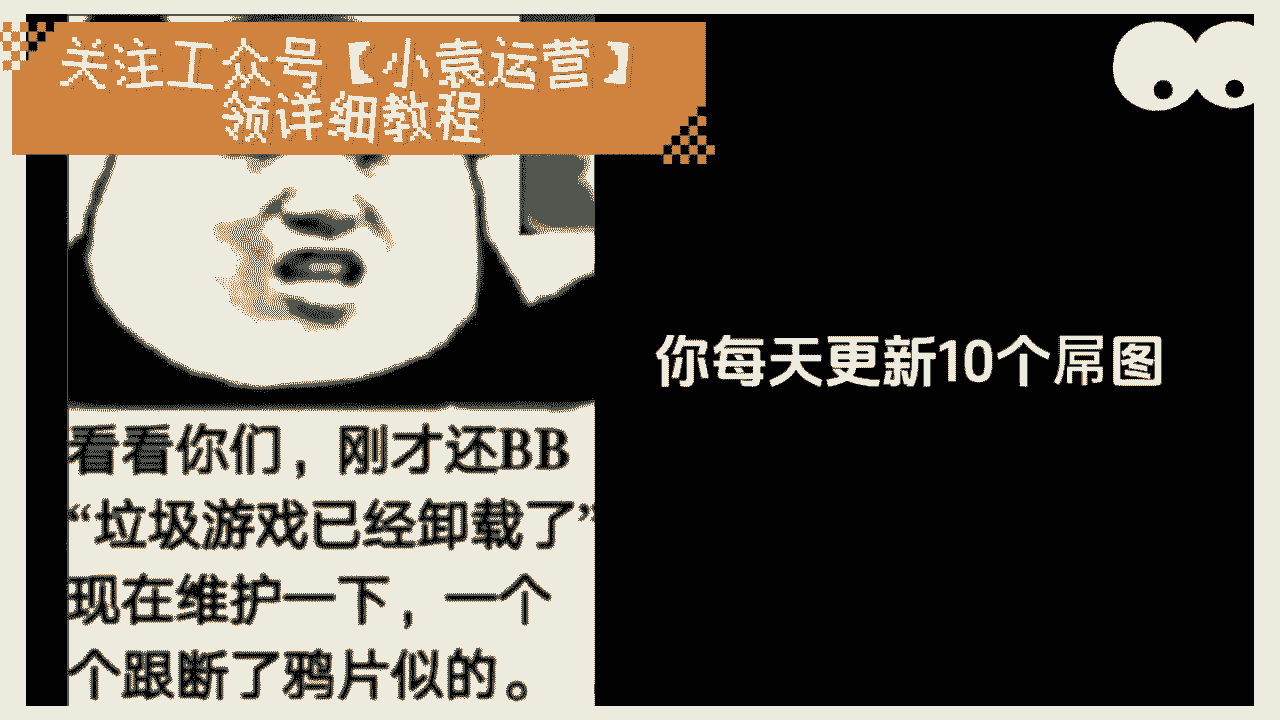 关注工众号【小袁运营】
领详细教程
你每天更新10个屌图
看看你们，刚才还BB
“垃圾游戏已经卸载了”
现在维护一下，一个
个跟断了鸦片似的。